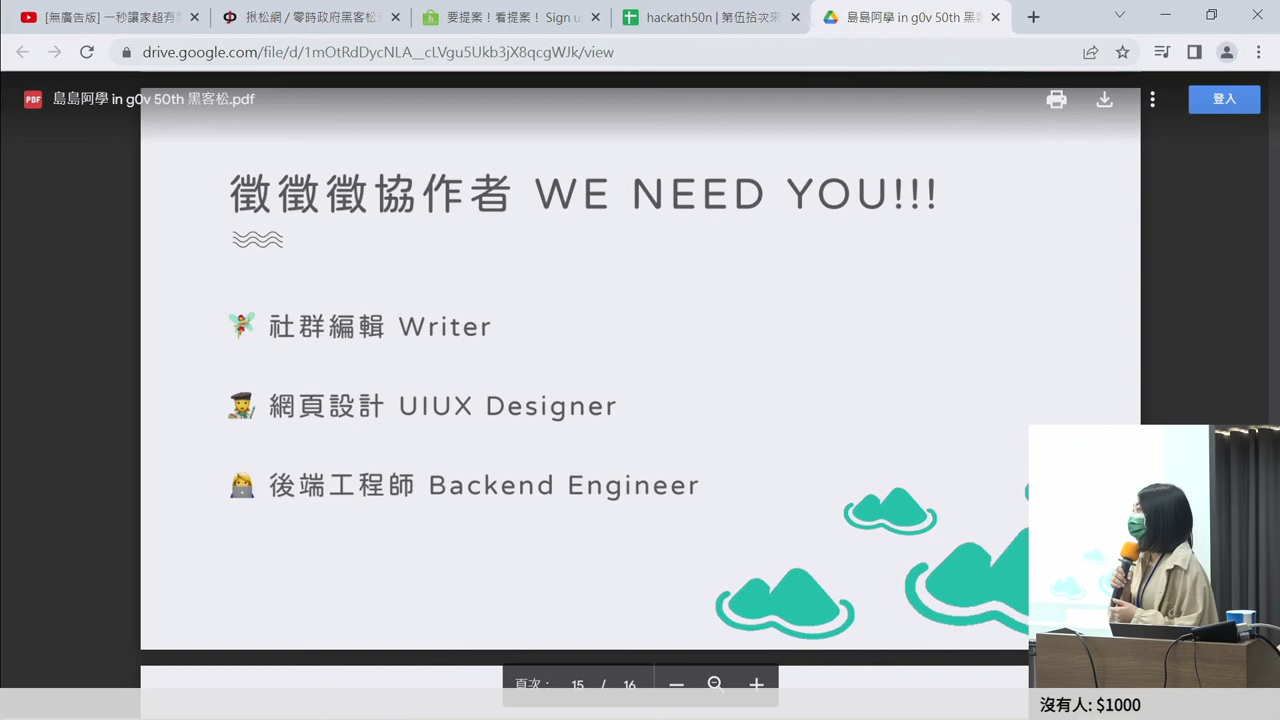 [無廣告版] 一秒讓家超有
揪松網 / 零時政府黑客松
要提案！看提案！ Sign u
hackath50n | 第伍拾次來
島島阿學 in g0v 50th 黑客
drive.google.com/file/d/1mOtRdDycNLA__cLVgu5Ukb3jX8qcgWJk/view
PDF
島島阿學 in g0v 50th 黑客松.pdf
登入
徵徵徵協作者 WE NEED YOU!!!
社群編輯 Writer
網頁設計 UIUX Designer
後端工程師 Backend Engineer
頁次： 15 / 16
沒有人: $1000